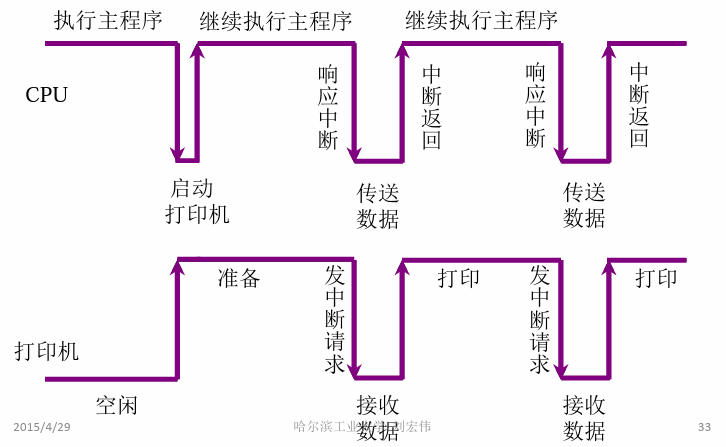 执行主程序
继续执行主程序
继续执行主程序
CPU
响应中断
中断返回
响应中断
中断返回
启动
打印机
传送
数据
传送
数据
准备
发中断请求
打印
发中断请求
打印
打印机
空闲
接收
数据
接收
数据
2015/4/29
哈尔滨工业大学 刘宏伟
33